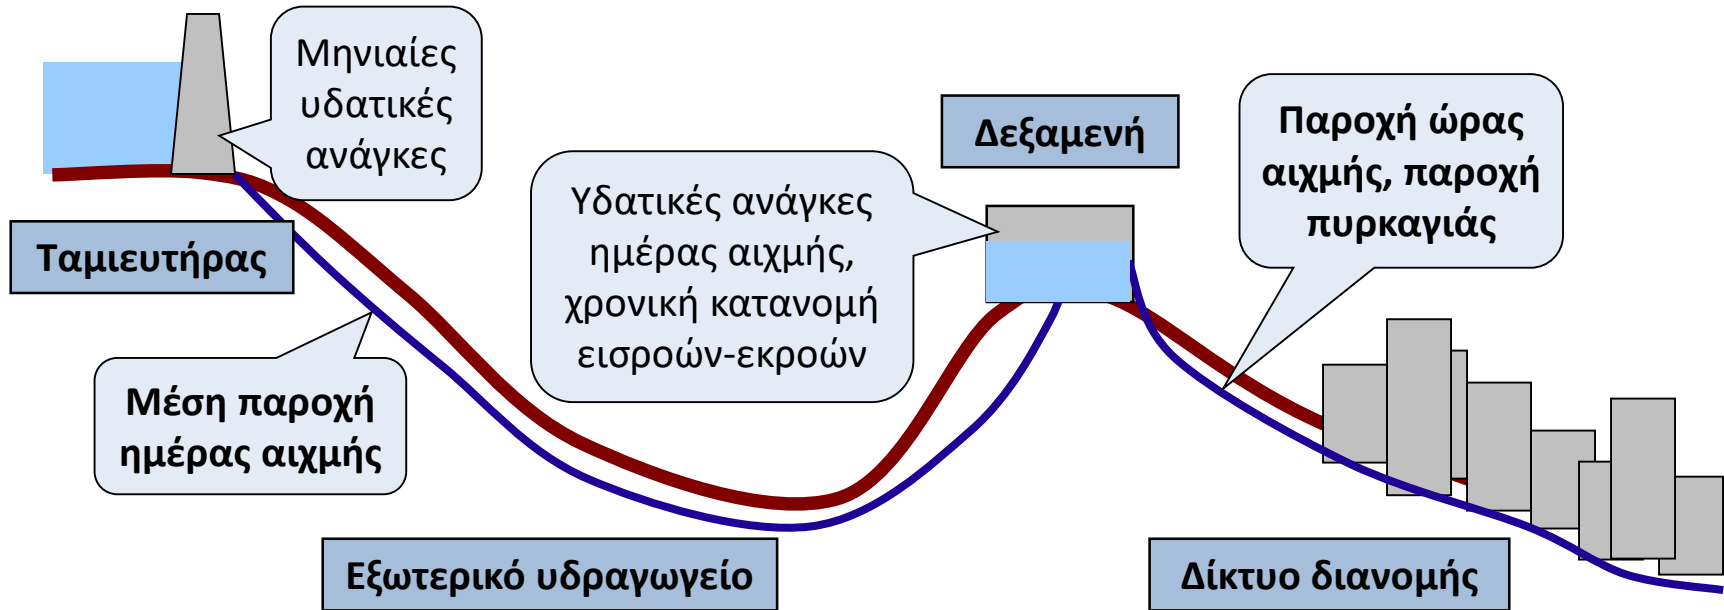 Μηνιαίες
υδατικές
ανάγκες
Ταμιευτήρας
Μέση παροχή
ημέρας αιχμής
Εξωτερικό υδραγωγείο
Υδατικές ανάγκες
ημέρας αιχμής,
χρονική κατανομή
εισροών-εκροών
Δεξαμενή
Παροχή ώρας
αιχμής, παροχή
πυρκαγιάς
Δίκτυο διανομής